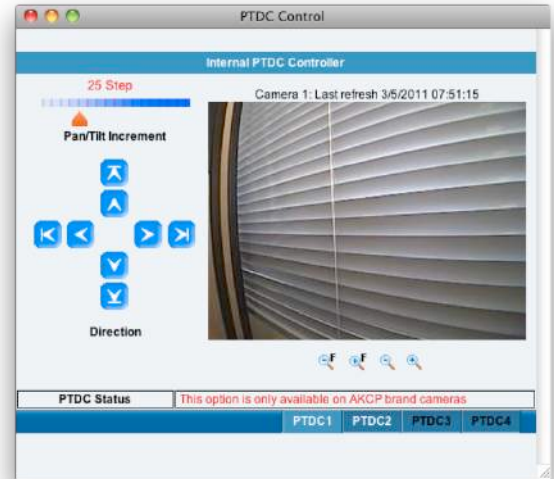 PTDC Control
Internal PTDC Controller
25 Step
Camera 1: Last refresh 3/5/2011 07:51:15
Pan/Tilt Increment
Direction
F F
PTDC Status This option is only available on AKCP brand cameras
PTDC1 PTDC2 PTDC3 PTDC4